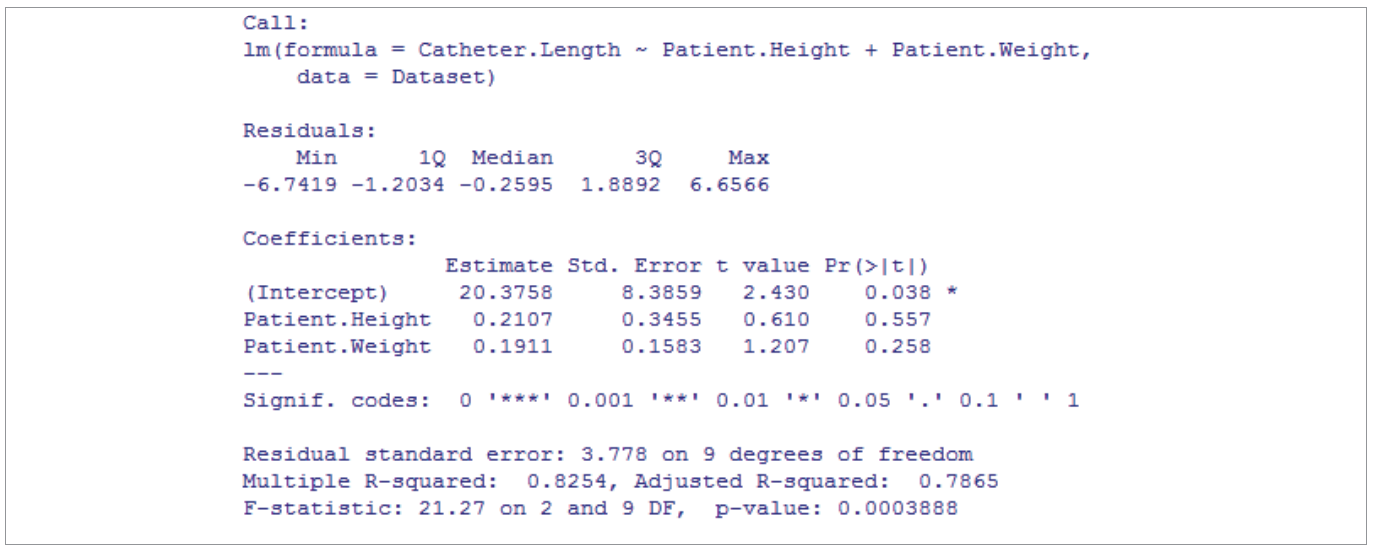 Call:
lm(formula = Catheter.Length ~ Patient.Height + Patient.Weight,
    data = Dataset)
Residuals:
    Min      1Q  Median      3Q     Max
-6.7419 -1.2034 -0.2595  1.8892  6.6566
Coefficients:
               Estimate Std. Error t value Pr(>|t|)
(Intercept)     20.3758     8.3859   2.430    0.038 *
Patient.Height   0.2107     0.3455   0.610    0.557
Patient.Weight   0.1911     0.1583   1.207    0.258
---
Signif. codes:  0 '***' 0.001 '**' 0.01 '*' 0.05 '.' 0.1 ' ' 1
Residual standard error: 3.778 on 9 degrees of freedom
Multiple R-squared:  0.8254, Adjusted R-squared:  0.7865
F-statistic: 21.27 on 2 and 9 DF,  p-value: 0.0003888